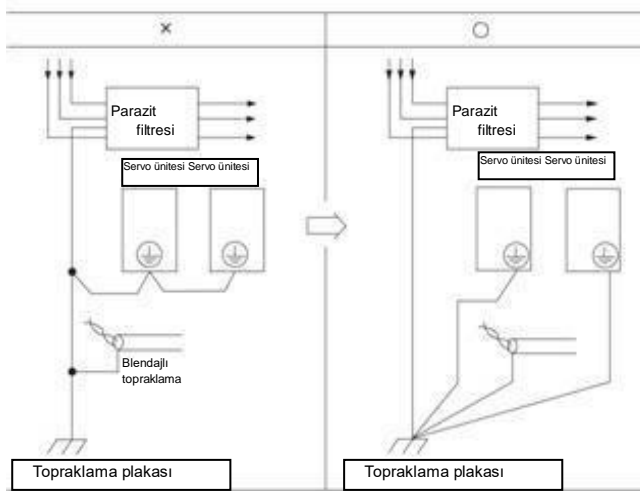 × ○
Parazit
filtresi
Servo ünitesi Servo ünitesi
Blendajlı
topraklama
Topraklama plakası
Parazit
filtresi
Servo ünitesi Servo ünitesi
Topraklama plakası